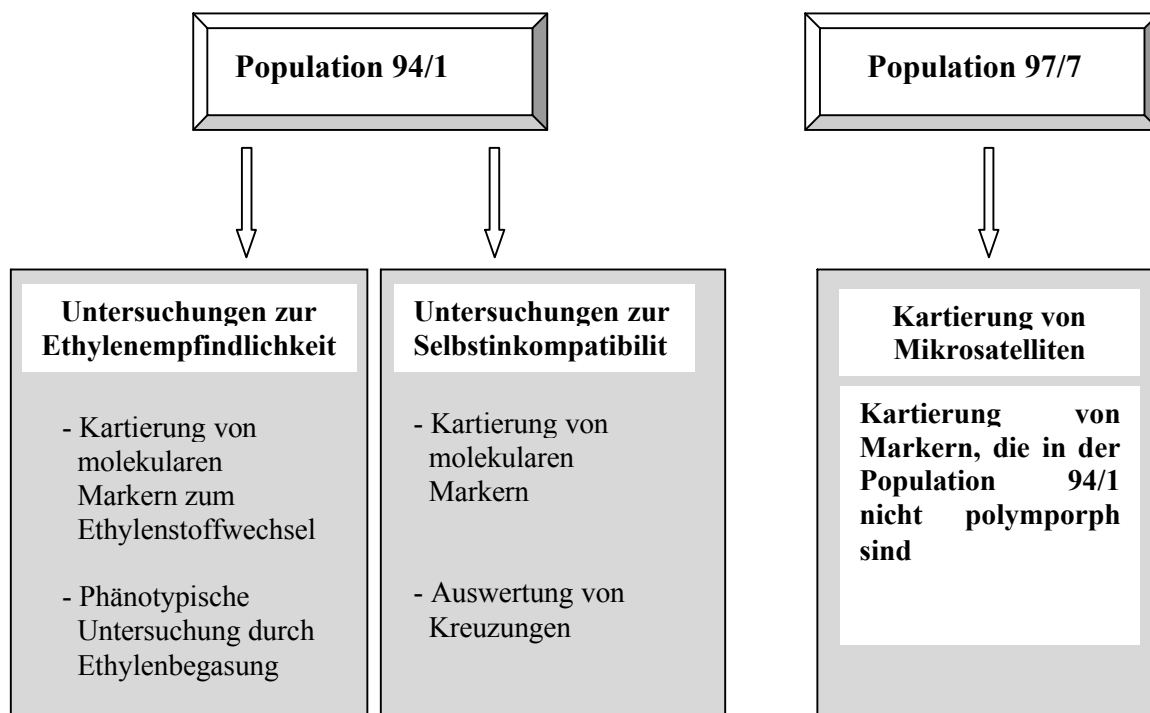 Population 94/1
Population 97/7
Untersuchungen zur
Ethylenempfindlichkeit
- Kartierung von
molekularen
Markern zum
Ethylenstoffwechsel
- Phänotypische
Untersuchung durch
Ethylenbegasung
Untersuchungen zur
Selbstinkompatibilit
- Kartierung von
molekularen
Markern
- Auswertung von
Kreuzungen
Kartierung von
Mikrosatelliten
Kartierung von
Markern, die in der
Population 94/1
nicht polymporph
sind